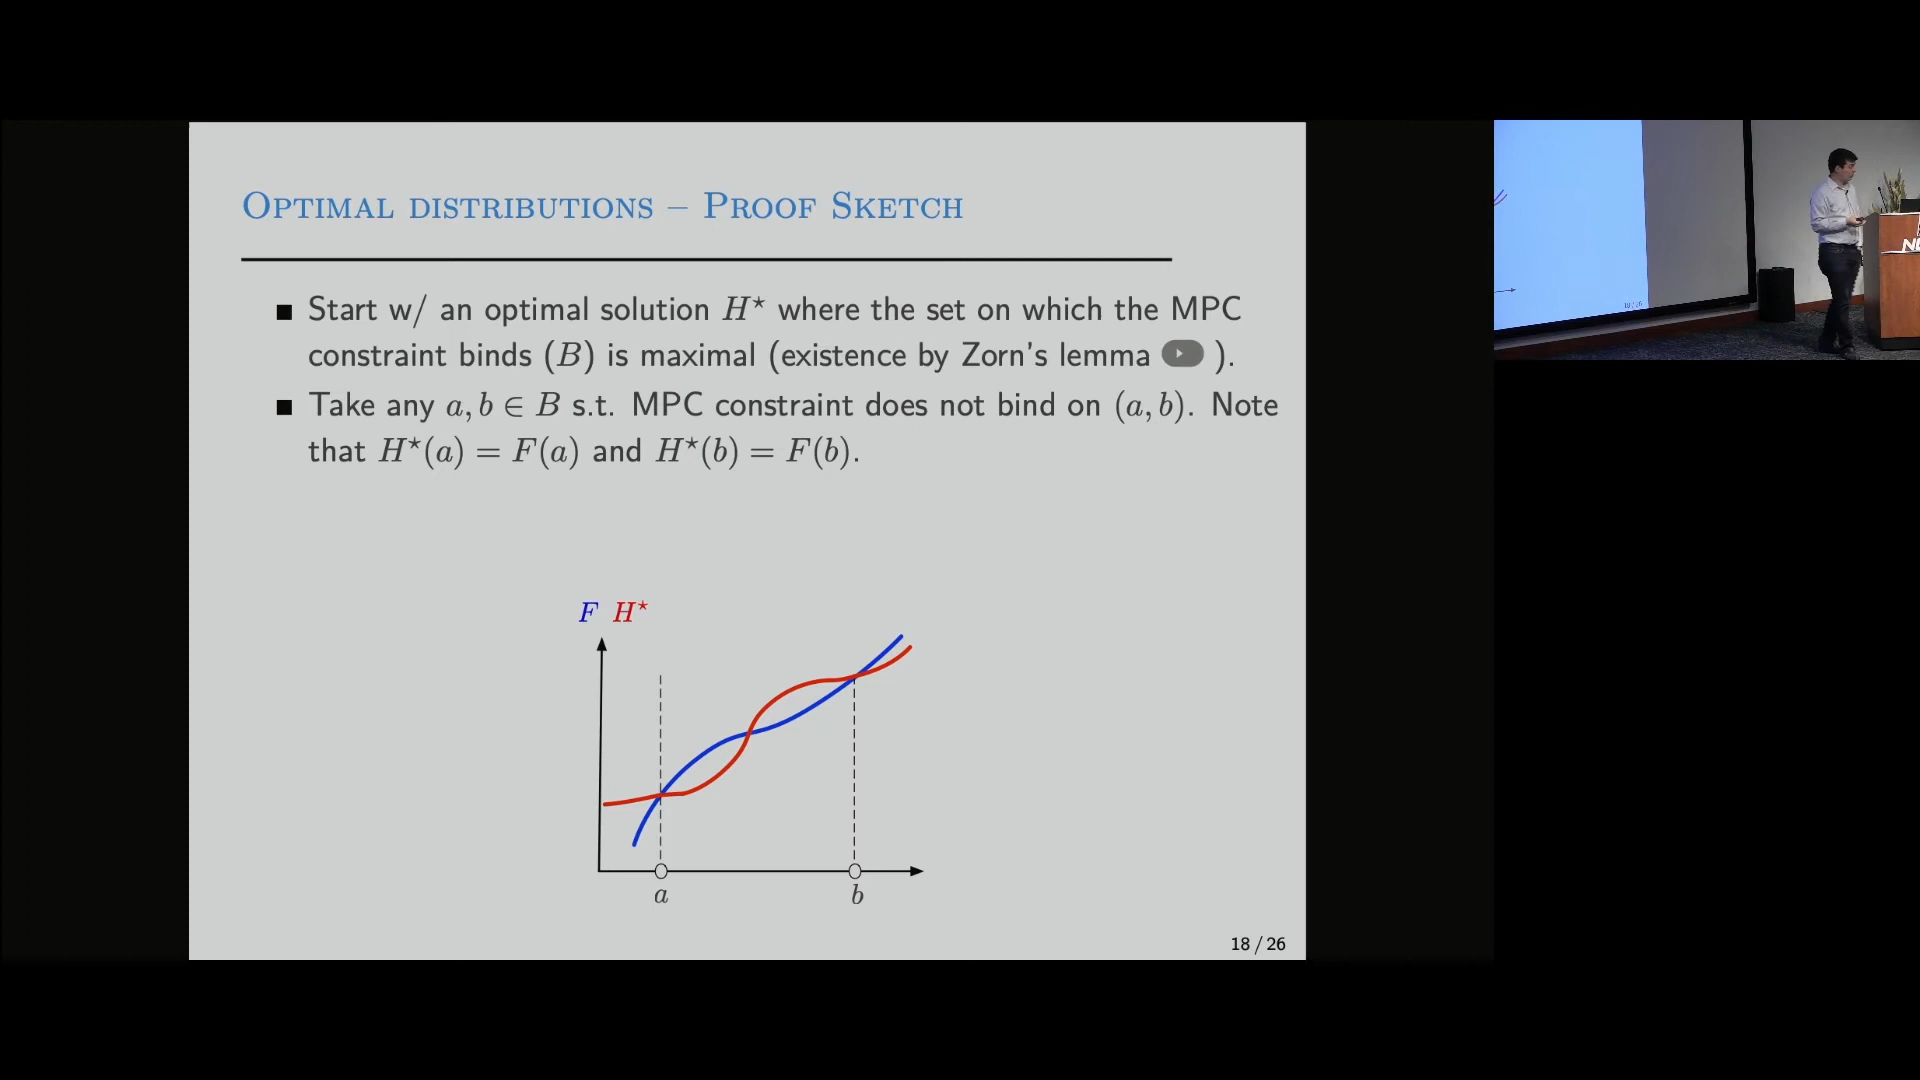 Optimal distributions – Proof Sketch
Start w/ an optimal solution H⋆ where the set on which the MPC
constraint binds (B) is maximal (existence by Zorn's lemma ).
Take any a, b ∈ B s.t. MPC constraint does not bind on (a, b). Note
that H⋆(a) = F(a) and H⋆(b) = F(b).
F H⋆
a b
18 / 26